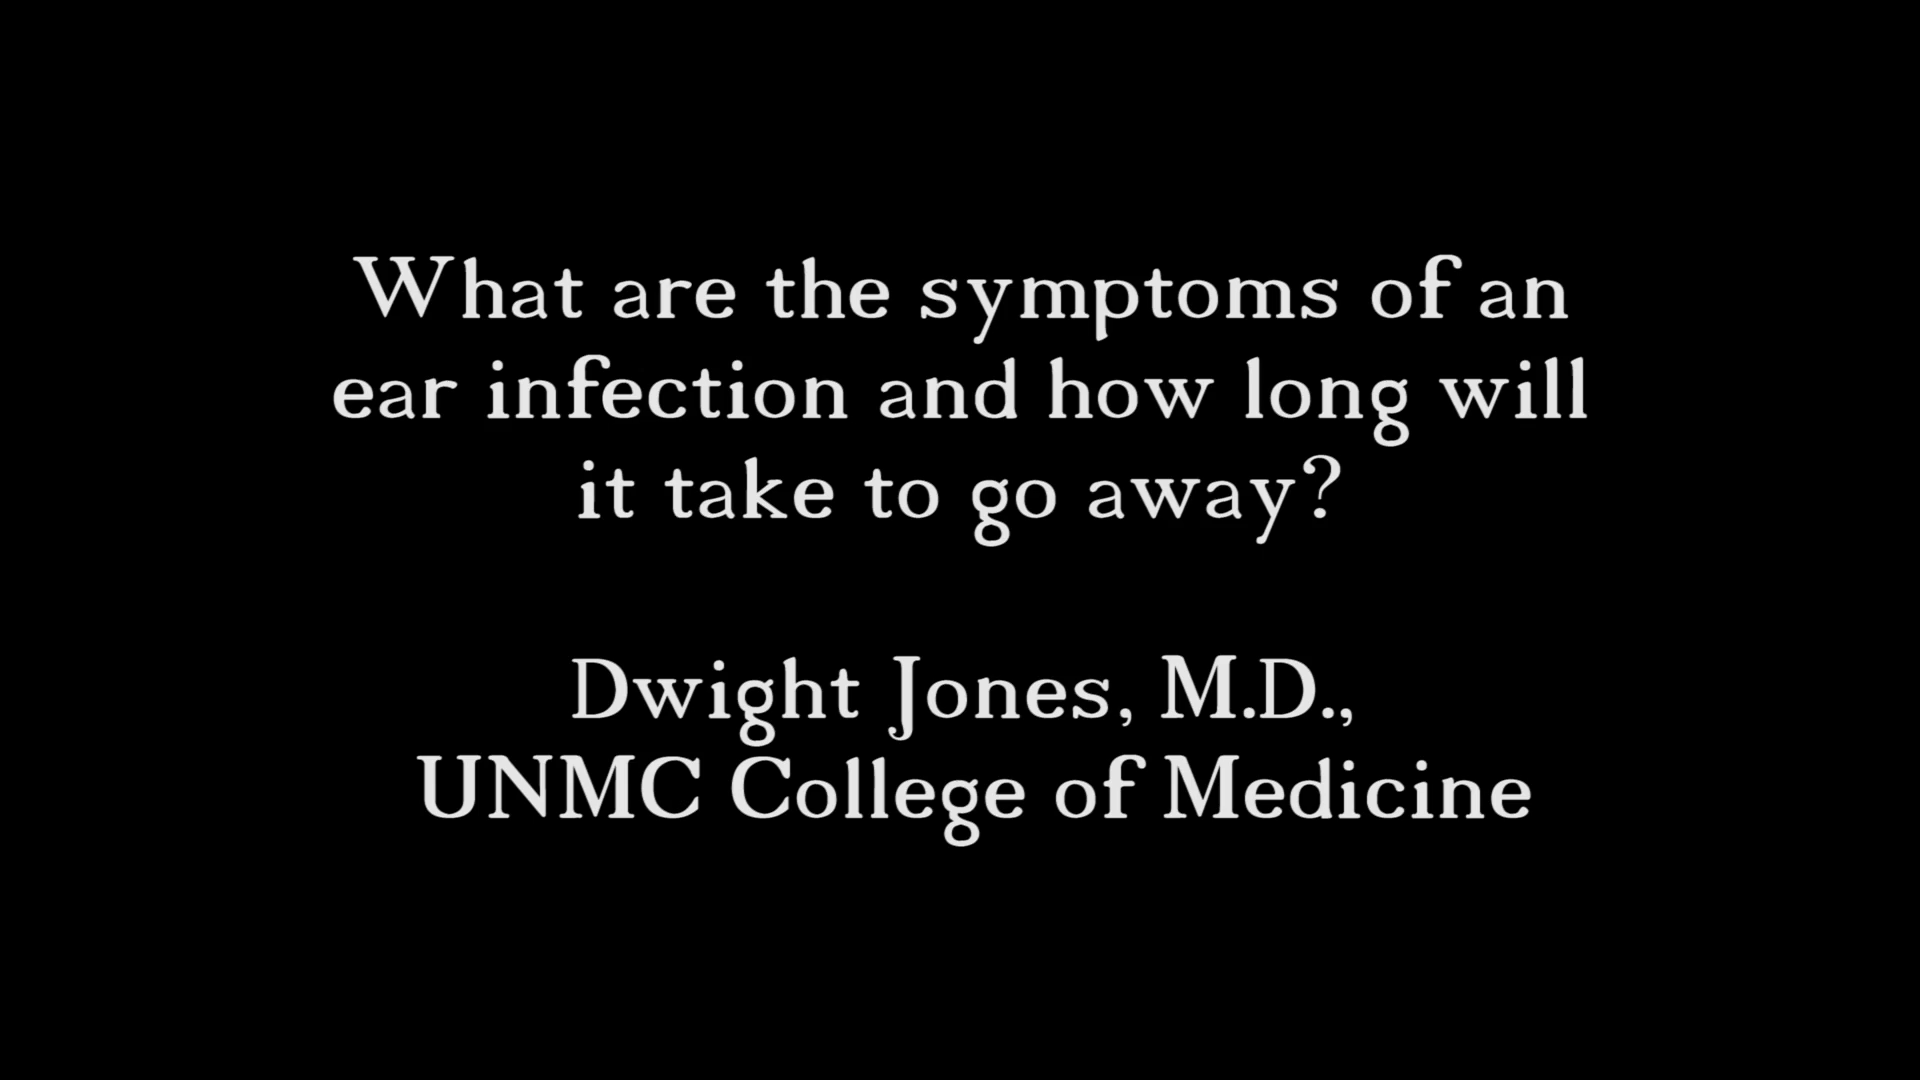 What are the symptoms of an
ear infection and how long will
it take to go away?
Dwight Jones, M.D.,
UNMC College of Medicine